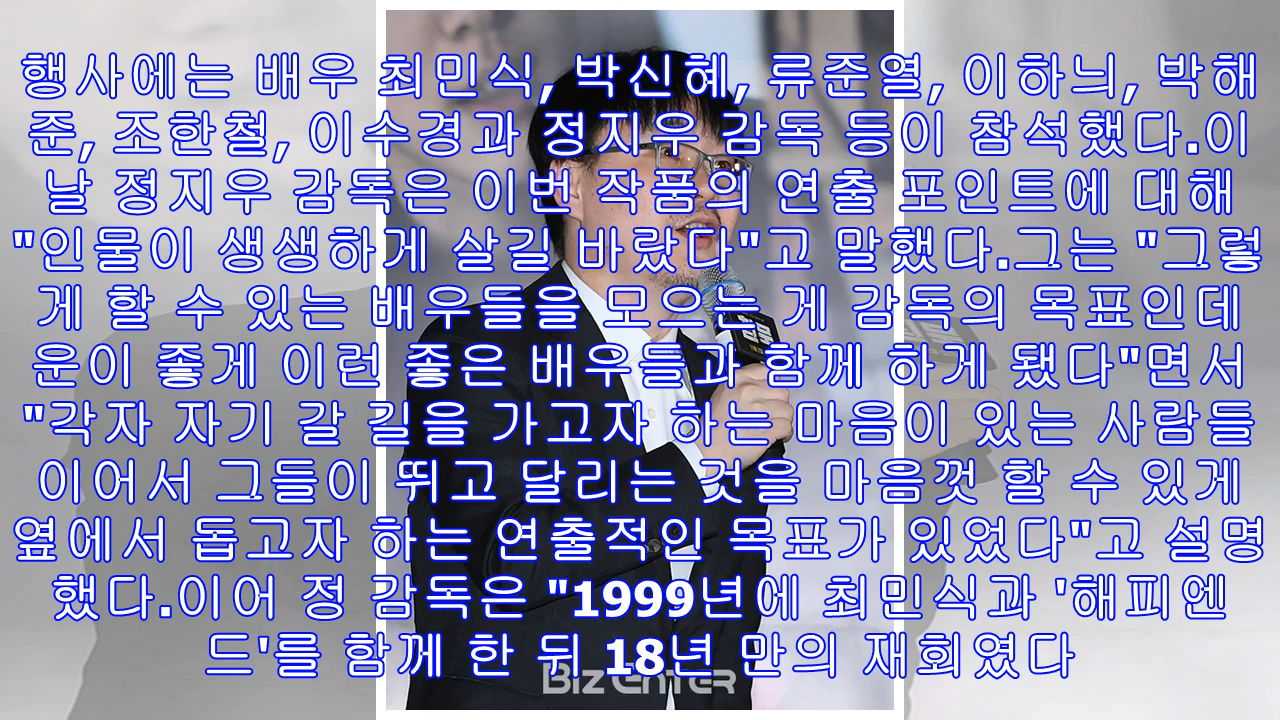 행사에는 배우 최민식, 박신혜, 류준열, 이하늬, 박해
준, 조한철, 이수경과 정지우 감독 등이 참석했다.이
날 정지우 감독은 이번 작품의 연출 포인트에 대해
"인물이 생생하게 살길 바랐다"고 말했다.그는 "그렇
게 할 수 있는 배우들을 모으는 게 감독의 목표인데
운이 좋게 이런 좋은 배우들과 함께 하게 됐다"면서
"각자 자기 갈 길을 가고자 하는 마음이 있는 사람들
이어서 그들이 뛰고 달리는 것을 마음껏 할 수 있게
옆에서 돕고자 하는 연출적인 목표가 있었다"고 설명
했다.이어 정 감독은 "1999년에 최민식과 '해피엔
드'를 함께 한 뒤 18년 만의 재회였다
BIZ ENTER